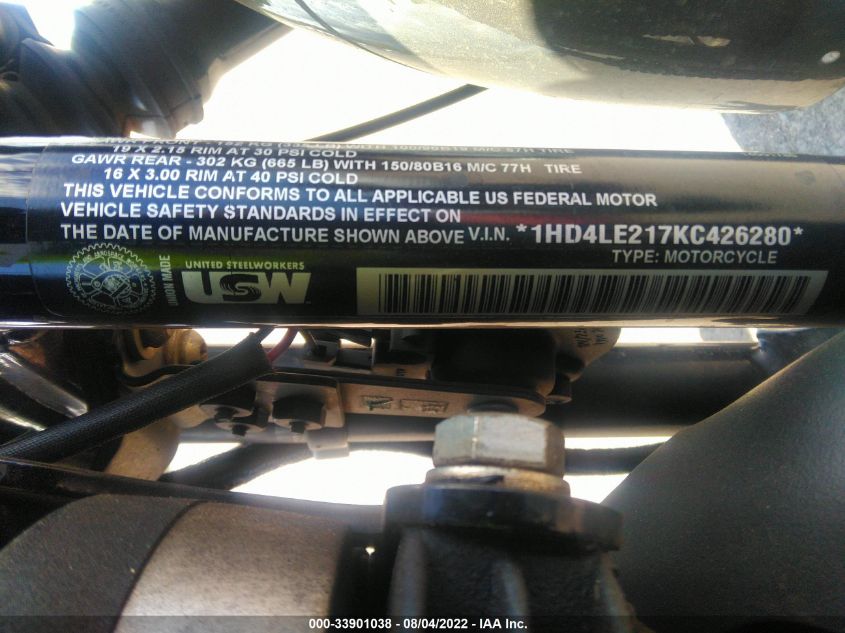 19 X 2.15 RIM AT 30 PSI COLD
GAWR REAR - 302 KG (665 LB) WITH 150/80B16 M/C 77H TIRE
16 X 3.00 RIM AT 40 PSI COLD
THIS VEHICLE CONFORMS TO ALL APPLICABLE US FEDERAL MOTOR
VEHICLE SAFETY STANDARDS IN EFFECT ON
THE DATE OF MANUFACTURE SHOWN ABOVE V.I.N. *1HD4LE217KC426280*
TYPE: MOTORCYCLE
UNION MADE
UNITED STEELWORKERS
USW
000-33901038 - 08/04/2022 - IAA Inc.